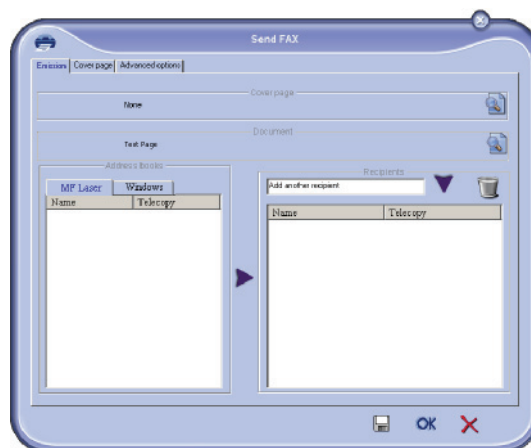 Send FAX
Emission Cover page Advanced options
Cover page
None
Document
Test Page
Address books
MF Laser Windows
Name Telecopy
Recipients
Add another recipient
Name Telecopy
OK